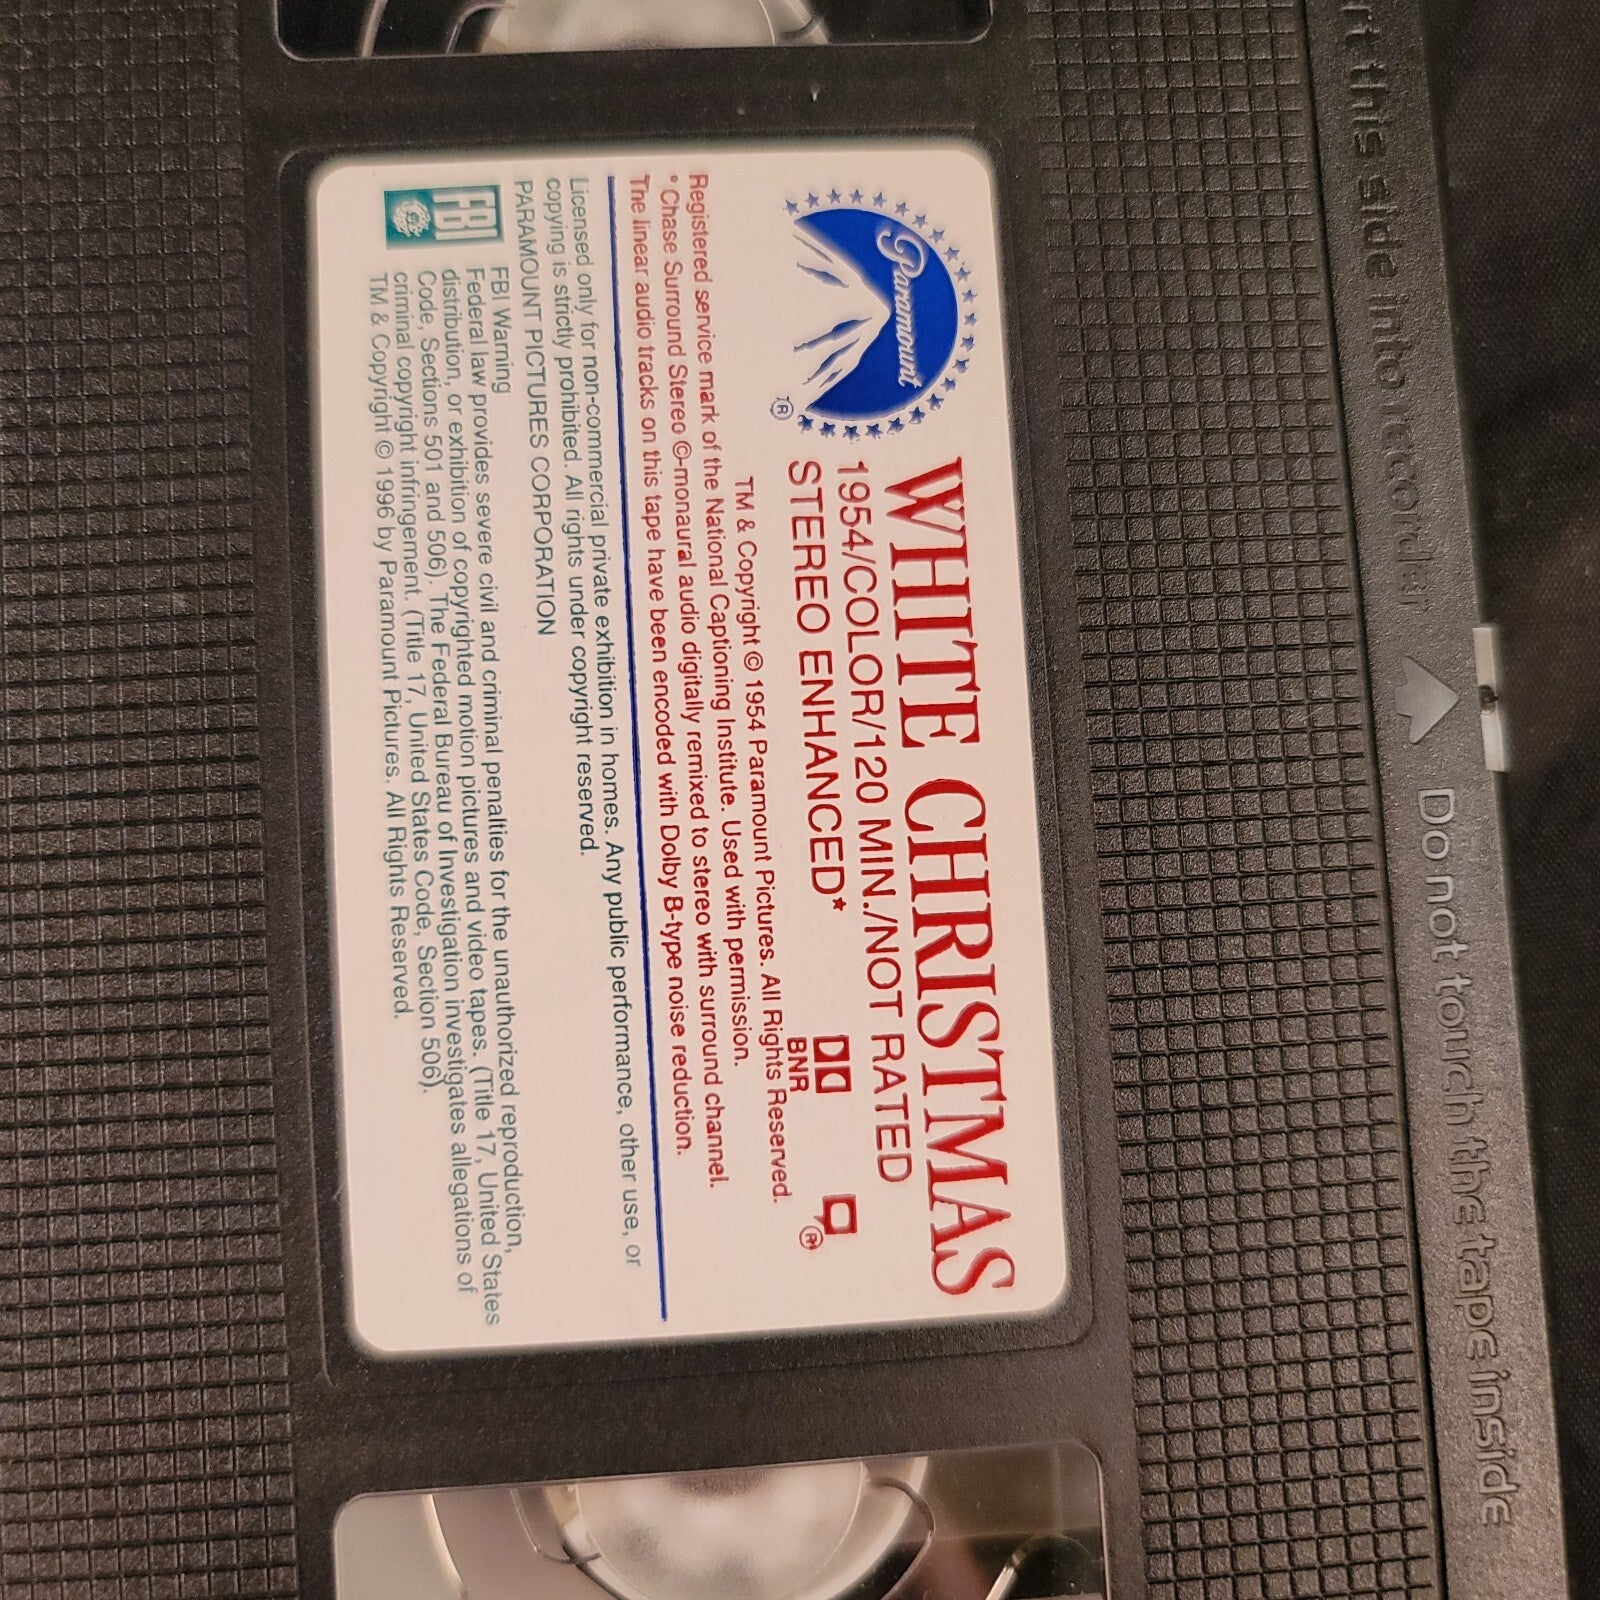 rt this side into recorder
Do not touch the tape inside
Paramount
®
WHITE CHRISTMAS
1954/COLOR/120 MIN./NOT RATED
STEREO ENHANCED*
BNR
®
TM & Copyright © 1954 Paramount Pictures. All Rights Reserved.
Registered service mark of the National Captioning Institute. Used with permission.
* Chase Surround Stereo ©-monaural audio digitally remixed to stereo with surround channel.
The linear audio tracks on this tape have been encoded with Dolby B-type noise reduction.
Licensed only for non-commercial private exhibition in homes. Any public performance, other use, or
copying is strictly prohibited. All rights under copyright reserved.
PARAMOUNT PICTURES CORPORATION
FBI
FBI Warning
Federal law provides severe civil and criminal penalties for the unauthorized reproduction,
distribution, or exhibition of copyrighted motion pictures and video tapes. (Title 17, United States
Code, Sections 501 and 506). The Federal Bureau of Investigation investigates allegations of
criminal copyright infringement. (Title 17, United States Code, Section 506).
TM & Copyright © 1996 by Paramount Pictures. All Rights Reserved.